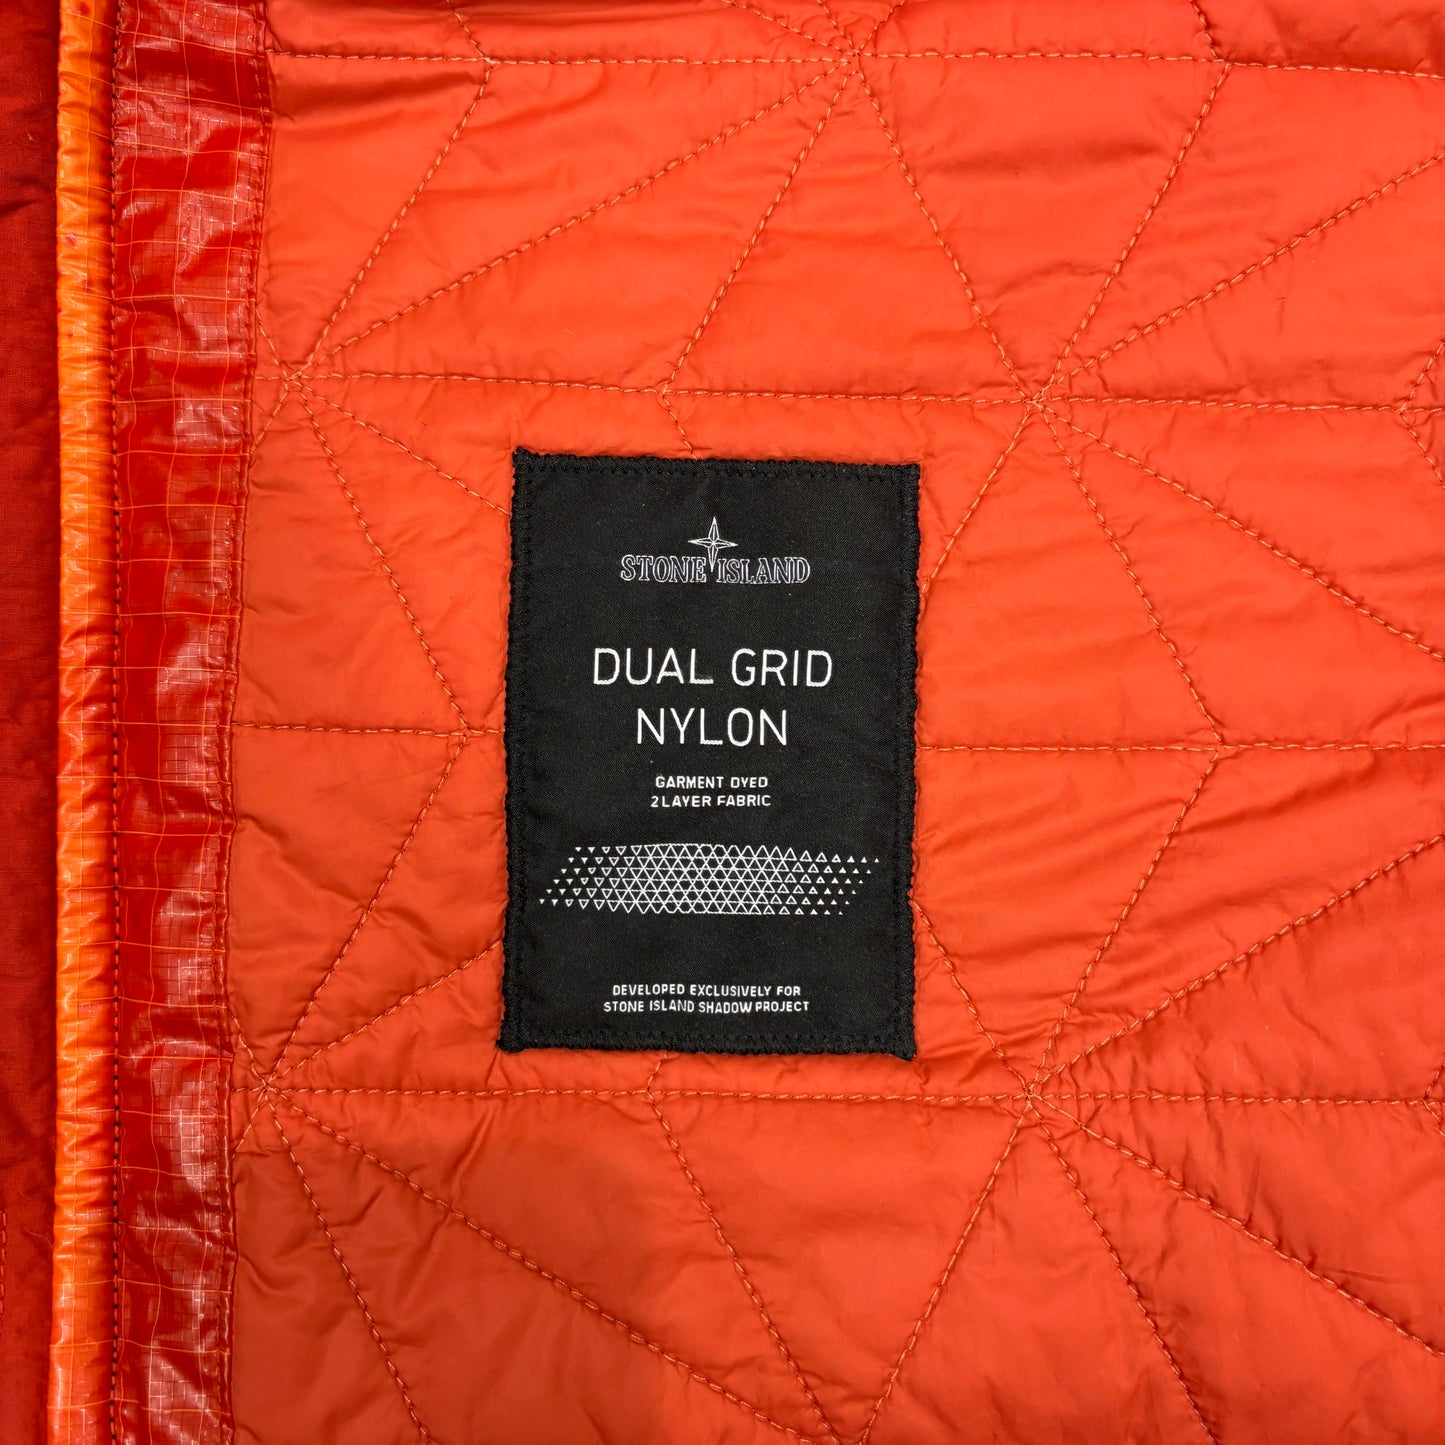 STONE ISLAND
DUAL GRID
NYLON
GARMENT DYED
2 LAYER FABRIC
DEVELOPED EXCLUSIVELY FOR
STONE ISLAND SHADOW PROJECT